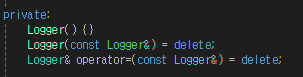 private:
Logger() {}
Logger(const Logger&) = delete;
Logger& operator=(const Logger&) = delete;